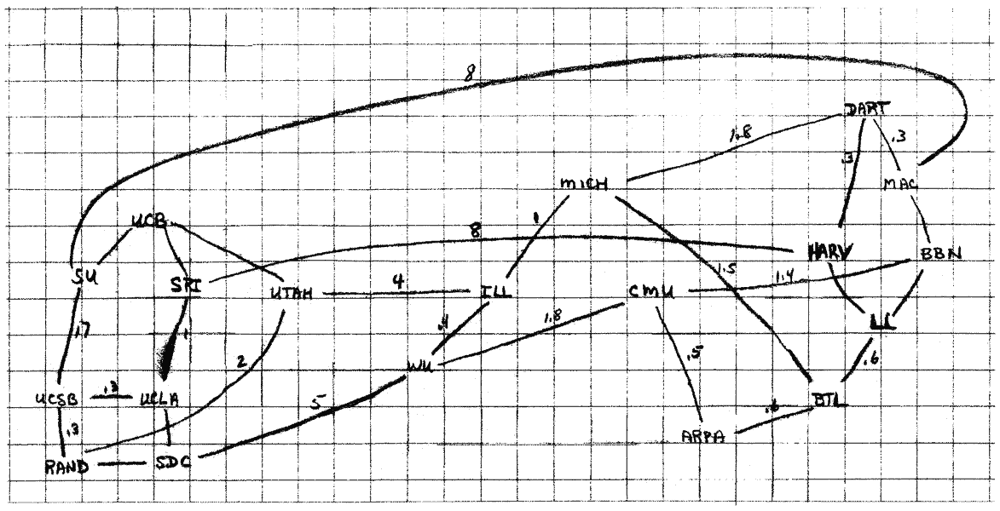 8
DART
1.8
.3
.3
MICH
MAC
UCB
1
8
HARV
BBN
SU
SRI
UTAH
4
ILL
1.5
CMU
1.4
.7
1
.4
1.8
LL
2
WU
.5
.6
UCSB
.3
UCLA
5
BTL
.6
.3
ARPA
RAND
SDC